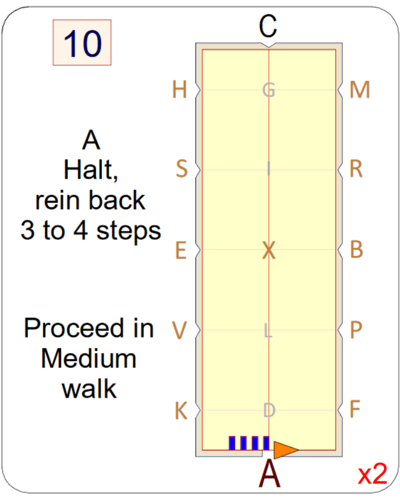 10
C
H G M
A
Halt,
rein back
3 to 4 steps
S I R
E X B
Proceed in
Medium
walk
V L P
K D F
A
x2